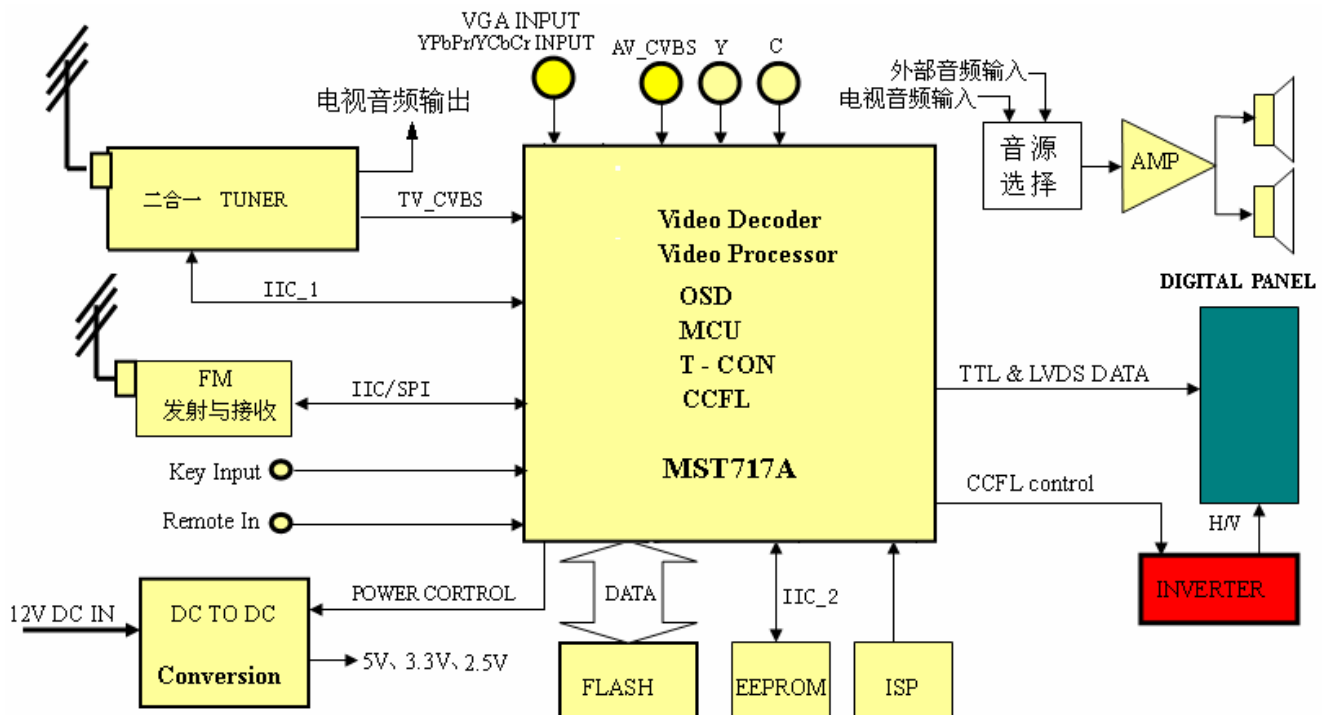 VGA INPUT
YPbPr/YCbCr INPUT
AV_CVBS
Y
C
外部音频输入
电视音频输入
电视音频输出
音源
选择
AMP
二合一 TUNER
TV_CVBS
IIC_1
Video Decoder
Video Processor
OSD
MCU
T - CON
CCFL
MST717A
DIGITAL PANEL
FM
发射与接收
IIC/SPI
TTL & LVDS DATA
Key Input
Remote In
CCFL control
H/V
INVERTER
12V DC IN
DC TO DC
Conversion
POWER CORTROL
5V、3.3V、2.5V
DATA
IIC_2
FLASH
EEPROM
ISP